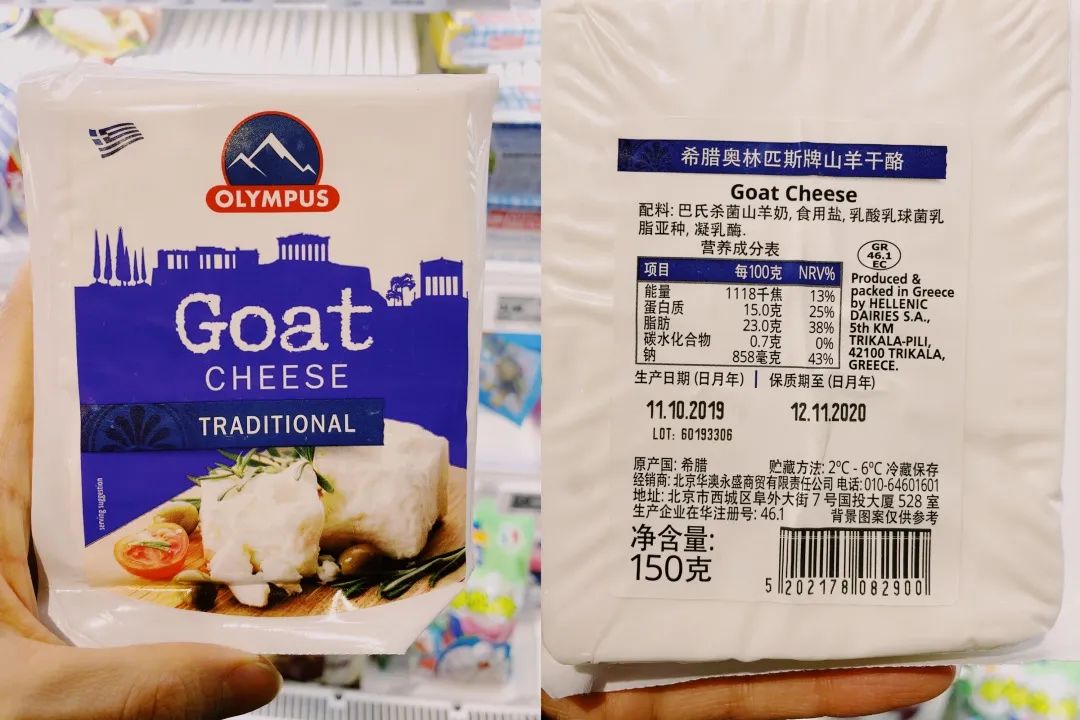 OLYMPUS
Goat
CHEESE
TRADITIONAL
serving suggestion
希腊奥林匹斯牌山羊干酪
Goat Cheese
配料: 巴氏杀菌山羊奶, 食用盐, 乳酸乳球菌乳
脂亚种, 凝乳酶.
营养成分表
项目 每100克 NRV%
能量 1118千焦 13%
蛋白质 15.0克 25%
脂肪 23.0克 38%
碳水化合物 0.7克 0%
钠 858毫克 43%
GR
46.1
EC
Produced &
packed in Greece
by HELLENIC
DAIRIES S.A.,
5th KM
TRIKALA-PILI,
42100 TRIKALA,
GREECE.
生产日期 (日月年) | 保质期至 (日月年)
11.10.2019 12.11.2020
LOT: 60193306
原产国: 希腊 贮藏方法: 2ºC - 6ºC 冷藏保存
经销商: 北京华澳永盛商贸有限责任公司 电话: 010-64601601
地址: 北京市西城区阜外大街 7 号国投大厦 528 室
生产企业在华注册号: 46.1 背景图案仅供参考
净含量:
150克
5 202178 082900